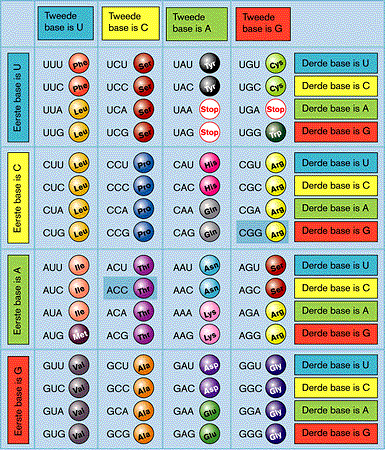 Tweede base is U Tweede base is C Tweede base is A Tweede base is G
Eerste base is U
UUU Phe UCU Ser UAU Tyr UGU Cys Derde base is U
UUC Phe UCC Ser UAC Tyr UGC Cys Derde base is C
UUA Leu UCA Ser UAA Stop UGA Stop Derde base is A
UUG Leu UCG Ser UAG Stop UGG Trp Derde base is G
Eerste base is C
CUU Leu CCU Pro CAU His CGU Arg Derde base is U
CUC Leu CCC Pro CAC His CGC Arg Derde base is C
CUA Leu CCA Pro CAA Gln CGA Arg Derde base is A
CUG Leu CCG Pro CAG Gln CGG Arg Derde base is G
Eerste base is A
AUU Ile ACU Thr AAU Asn AGU Ser Derde base is U
AUC Ile ACC Thr AAC Asn AGC Ser Derde base is C
AUA Ile ACA Thr AAA Lys AGA Arg Derde base is A
AUG Met ACG Thr AAG Lys AGG Arg Derde base is G
Eerste base is G
GUU Val GCU Ala GAU Asp GGU Gly Derde base is U
GUC Val GCC Ala GAC Asp GGC Gly Derde base is C
GUA Val GCA Ala GAA Glu GGA Gly Derde base is A
GUG Val GCG Ala GAG Glu GGG Gly Derde base is G